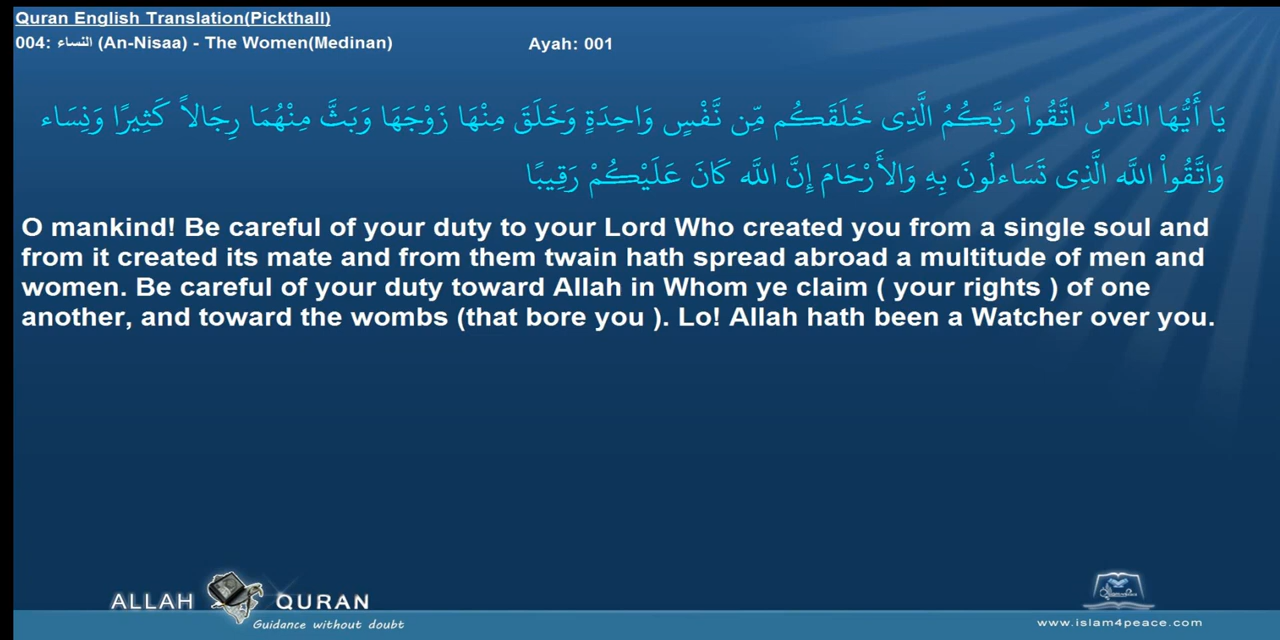 Quran English Translation(Pickthall)
004: النساء (An-Nisaa) - The Women(Medinan) Ayah: 001
يَا أَيُّهَا النَّاسُ اتَّقُواْ رَبَّكُمُ الَّذِى خَلَقَكُم مِّن نَّفْسٍ وَاحِدَةٍ وَخَلَقَ مِنْهَا زَوْجَهَا وَبَثَّ مِنْهُمَا رِجَالاً كَثِيرًا وَنِسَاء
وَاتَّقُواْ اللَّه الَّذِى تَسَاءلُونَ بِهِ وَالأَرْحَامَ إِنَّ اللَّه كَانَ عَلَيْكُمْ رَقِيبًا
O mankind! Be careful of your duty to your Lord Who created you from a single soul and
from it created its mate and from them twain hath spread abroad a multitude of men and
women. Be careful of your duty toward Allah in Whom ye claim ( your rights ) of one
another, and toward the wombs (that bore you ). Lo! Allah hath been a Watcher over you.
ALLAH QURAN
Guidance without doubt
www.islam4peace.com